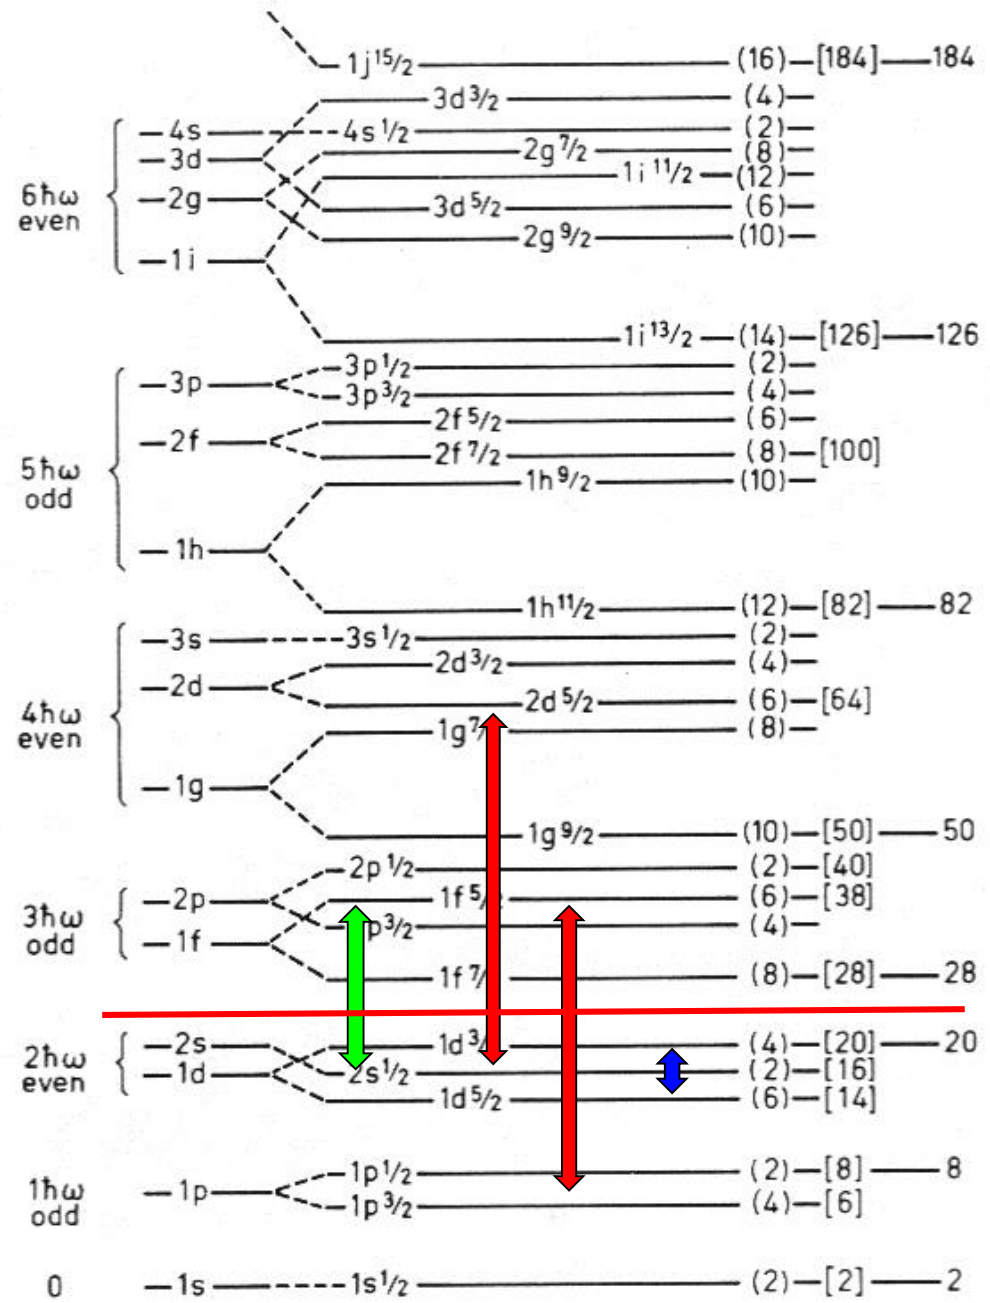 1j15/2 (16) [184] 184
3d3/2 (4)
4s 4s1/2 (2)
2g7/2 (8)
3d
1i11/2 (12)
6ħω even
2g 3d5/2 (6)
2g9/2 (10)
1i
1i13/2 (14) [126] 126
3p1/2 (2)
3p
3p3/2 (4)
2f5/2 (6)
2f
2f7/2 (8) [100]
5ħω odd
1h9/2 (10)
1h
1h11/2 (12) [82] 82
3s 3s1/2 (2)
2d3/2 (4)
2d
2d5/2 (6) [64]
4ħω even
1g7/ (8)
1g
1g9/2 (10) [50] 50
2p1/2 (2) [40]
2p 1f5/2 (6) [38]
3ħω odd
p3/2 (4)
1f
1f7/ (8) [28] 28
2s 1d3/ (4) [20] 20
2ħω even
1d 2s1/2 (2) [16]
1d5/2 (6) [14]
1p1/2 (2) [8] 8
1ħω odd
1p
1p3/2 (4) [6]
0 1s 1s1/2 (2) [2] 2